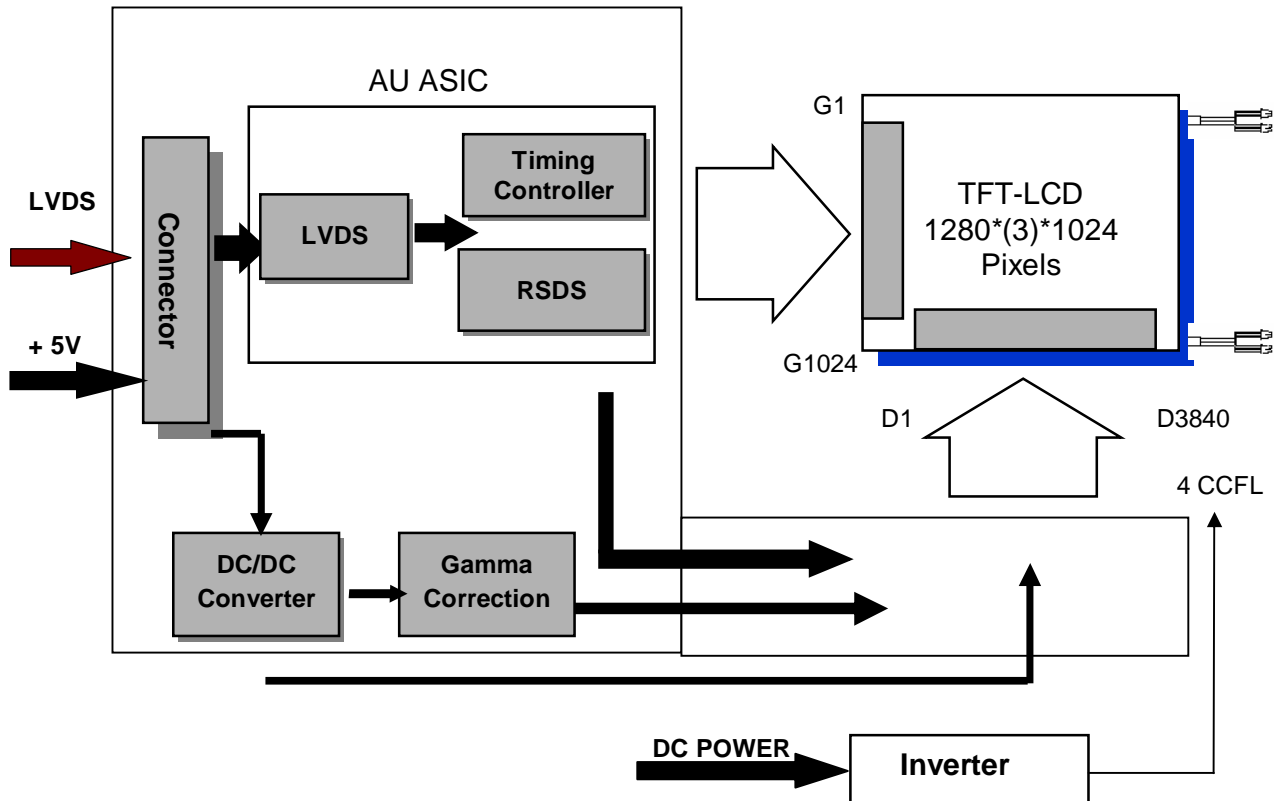 AU ASIC
G1
Timing
Controller
LVDS
Connector
LVDS
TFT-LCD
1280*(3)*1024
Pixels
RSDS
+ 5V
G1024
D1
D3840
4 CCFL
DC/DC
Converter
Gamma
Correction
DC POWER
Inverter